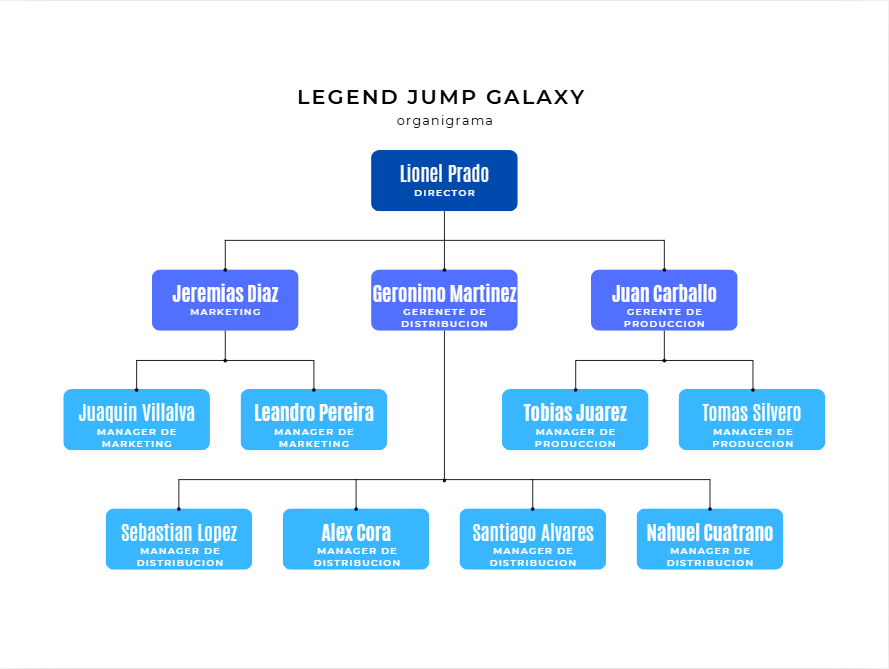 LEGEND JUMP GALAXY
organigrama
Lionel Prado
DIRECTOR
Jeremias Diaz
MARKETING
Geronimo Martinez
GERENETE DE
DISTRIBUCION
Juan Carballo
GERENTE DE
PRODUCCION
Juaquin Villalva
MANAGER DE
MARKETING
Leandro Pereira
MANAGER DE
MARKETING
Tobias Juarez
MANAGER DE
PRODUCCION
Tomas Silvero
MANAGER DE
PRODUCCION
Sebastian Lopez
MANAGER DE
DISTRIBUCION
Alex Cora
MANAGER DE
DISTRIBUCION
Santiago Alvares
MANAGER DE
DISTRIBUCION
Nahuel Cuatrano
MANAGER DE
DISTRIBUCION